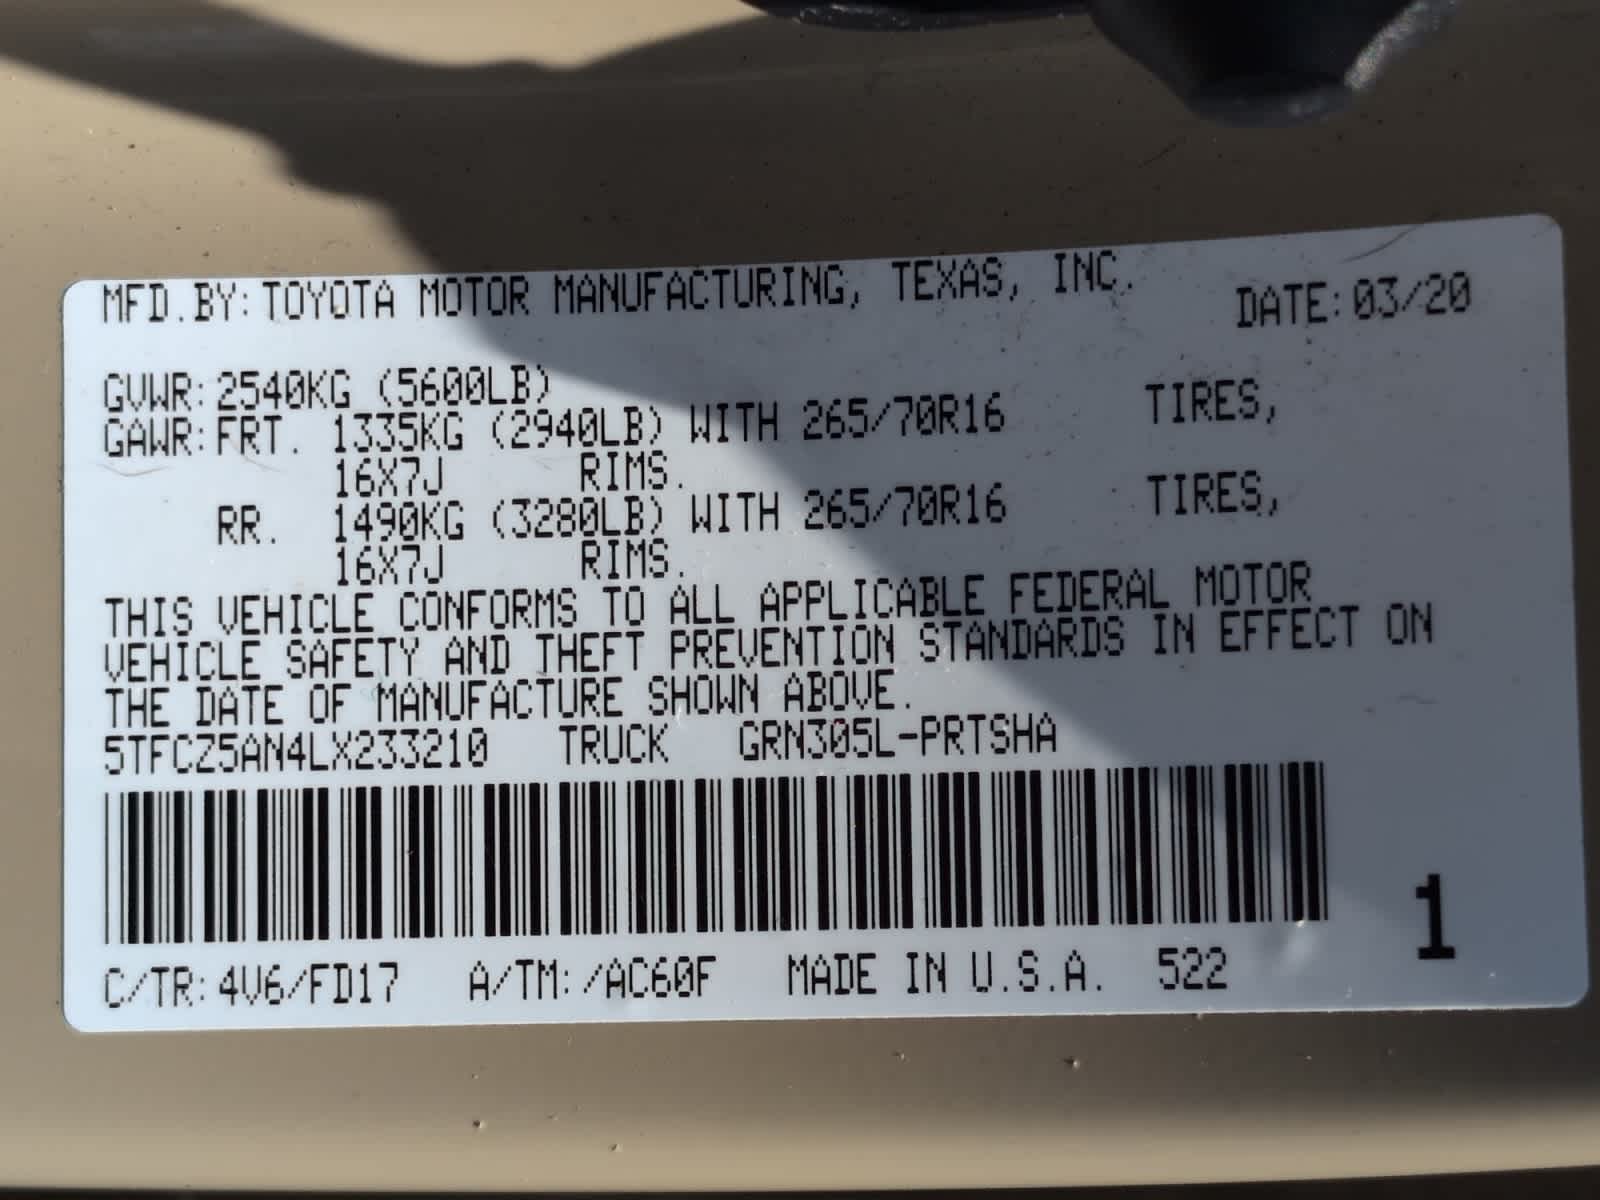 MFD.BY:TOYOTA MOTOR MANUFACTURING, TEXAS, INC. DATE:03/20
GVWR:2540KG (5600LB)
GAWR:FRT. 1335KG (2940LB) WITH 265/70R16 TIRES,
16X7J RIMS.
RR. 1490KG (3280LB) WITH 265/70R16 TIRES,
16X7J RIMS.
THIS VEHICLE CONFORMS TO ALL APPLICABLE FEDERAL MOTOR
VEHICLE SAFETY AND THEFT PREVENTION STANDARDS IN EFFECT ON
THE DATE OF MANUFACTURE SHOWN ABOVE.
5TFCZ5AN4LX233210 TRUCK GRN305L-PRTSHA
1
C/TR:4V6/FD17 A/TM:/AC60F MADE IN U.S.A. 522